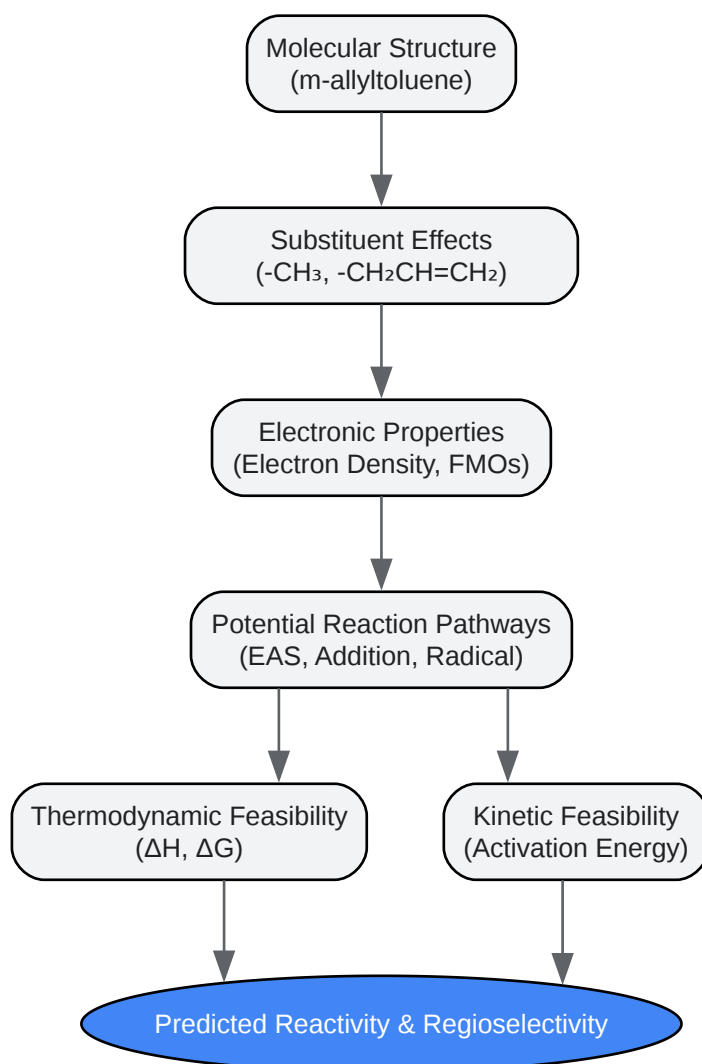 Molecular Structure
(m-allyltoluene)
Substituent Effects
(-CH₃, -CH₂CH=CH₂)
Electronic Properties
(Electron Density, FMOs)
Potential Reaction Pathways
(EAS, Addition, Radical)
Thermodynamic Feasibility
(ΔH, ΔG)
Kinetic Feasibility
(Activation Energy)
Predicted Reactivity & Regioselectivity